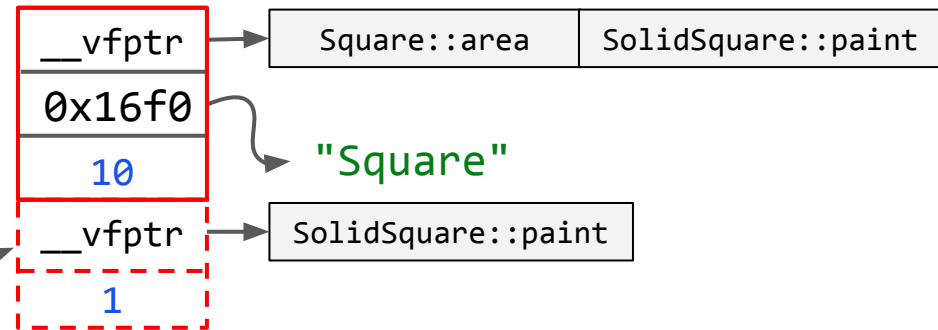 __vfptr Square::area SolidSquare::paint
0x16f0
"Square"
10
__vfptr SolidSquare::paint
1